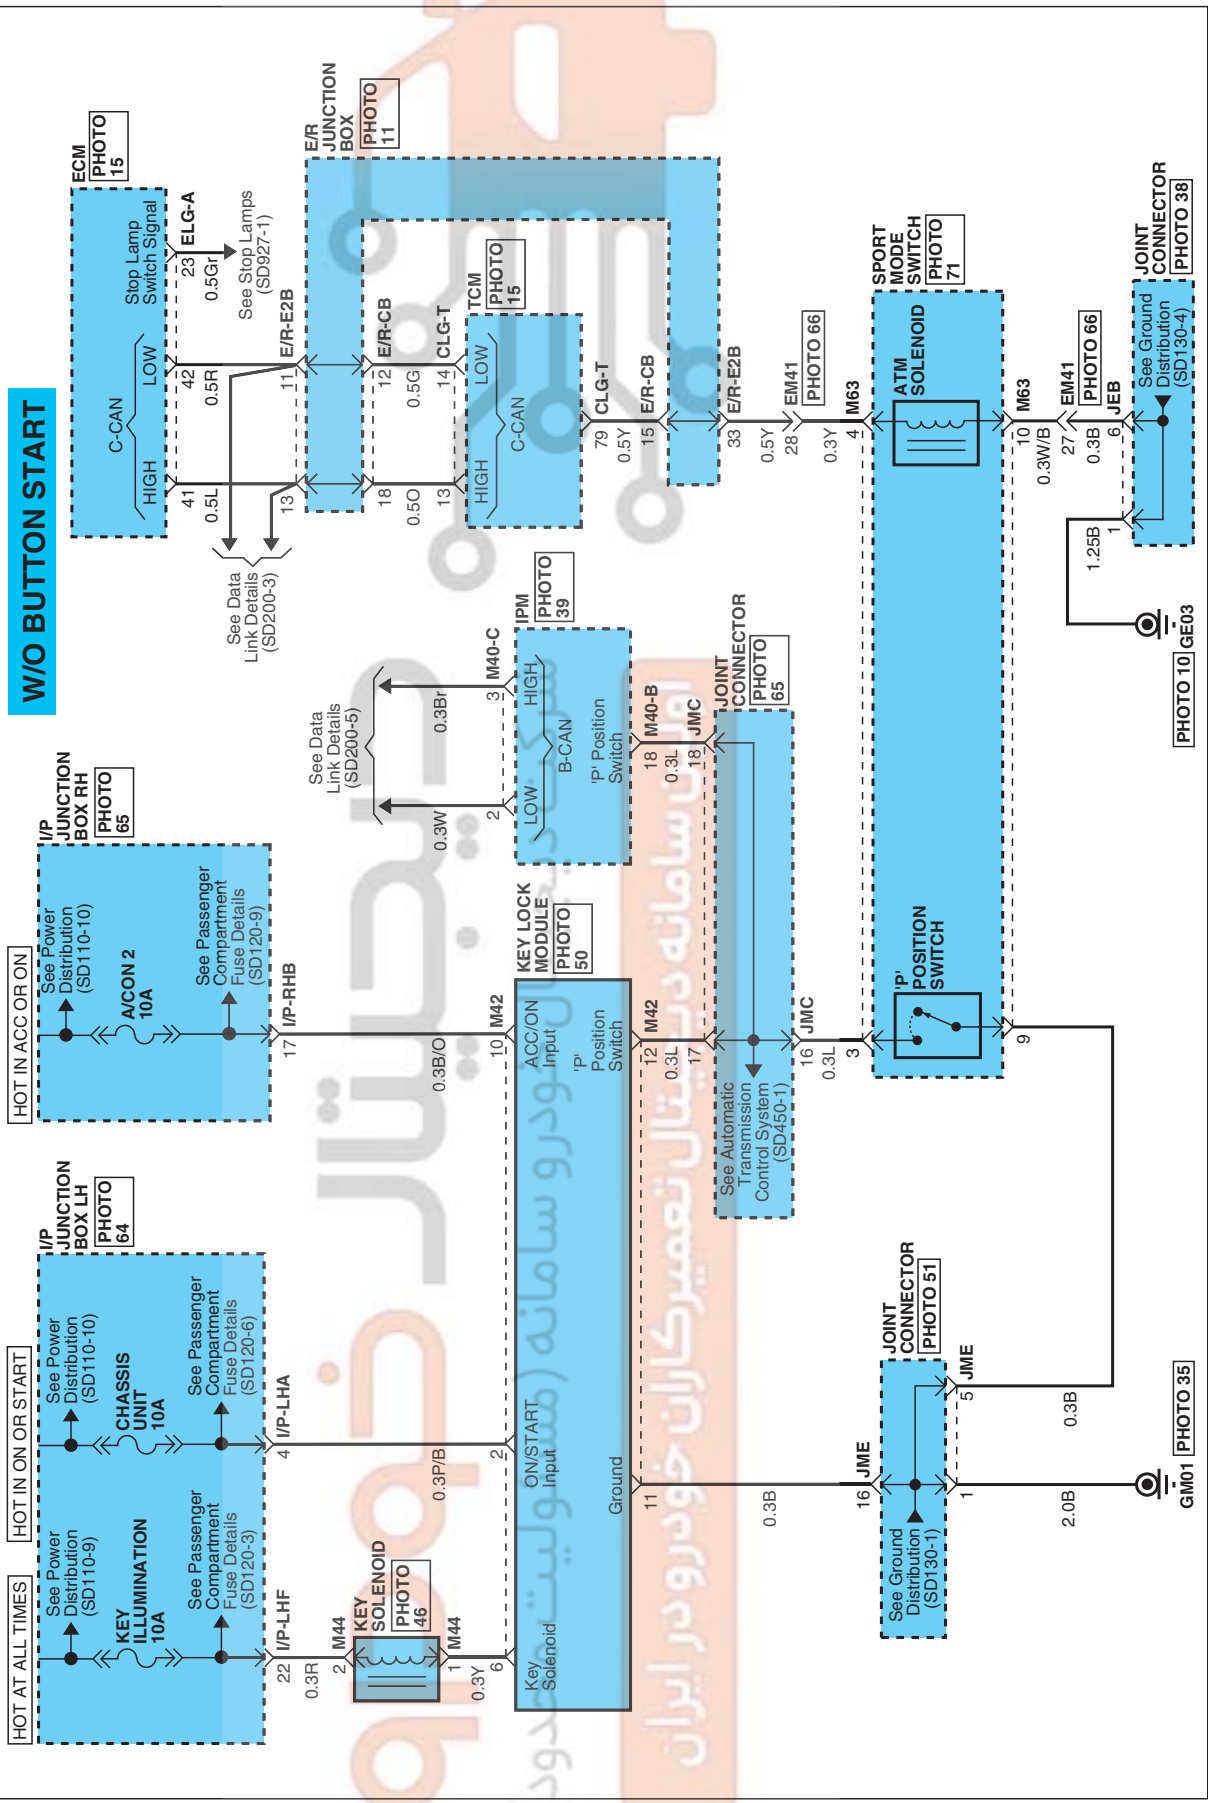 W/O BUTTON START
HOT AT ALL TIMES
HOT IN ON OR START
HOT IN ACC OR ON
See Power
Distribution
(SD110-9)
KEY
ILLUMINATION
10A
See Passenger
Compartment
Fuse Details
(SD120-3)
See Power
Distribution
(SD110-10)
CHASSIS
UNIT
10A
See Passenger
Compartment
Fuse Details
(SD120-6)
I/P
JUNCTION
BOX LH
PHOTO
64
See Power
Distribution
(SD110-10)
A/CON 2
10A
See Passenger
Compartment
Fuse Details
(SD120-9)
I/P
JUNCTION
BOX RH
PHOTO
65
22 I/P-LHF
0.3R
2 M44
KEY
SOLENOID
PHOTO
46
1 M44
0.3Y
6
4 I/P-LHA
0.3P/B
2
17 I/P-RHB
0.3B/O
10 M42
KEY LOCK
MODULE
PHOTO
50
Key
Solenoid
ON/START
Input
ACC/ON
Input
Ground
'P'
Position
Switch
11
0.3B
16 JME
12 M42
0.3L
17
See Data
Link Details
(SD200-5)
0.3W
0.3Br
2
3 M40-C
IPM
PHOTO
39
LOW
HIGH
B-CAN
'P' Position
Switch
18 M40-B
0.3L
18 JMC
JOINT
CONNECTOR
PHOTO
65
See Automatic
Transmission
Control System
(SD450-1)
16 JMC
0.3L
3
ECM
PHOTO
15
C-CAN
HIGH
LOW
Stop Lamp
Switch Signal
41
0.5L
42
0.5R
23 ELG-A
0.5Gr
See Stop Lamps
(SD927-1)
See Data
Link Details
(SD200-3)
13
11 E/R-E2B
E/R
JUNCTION
BOX
PHOTO
11
18
0.5O
13
12 E/R-CB
0.5G
14 CLG-T
TCM
PHOTO
15
HIGH
LOW
C-CAN
79 CLG-T
0.5Y
15 E/R-CB
33 E/R-E2B
0.5Y
28 EM41
PHOTO 66
0.3Y
4 M63
SPORT
MODE
SWITCH
PHOTO
71
ATM
SOLENOID
'P'
POSITION
SWITCH
9
10 M63
0.3W/B
27 EM41
PHOTO 66
0.3B
6 JEB
JOINT
CONNECTOR
PHOTO 38
See Ground
Distribution
(SD130-4)
1
1.25B
PHOTO 10 GE03
JOINT
CONNECTOR
PHOTO 51
See Ground
Distribution
(SD130-1)
5 JME
0.3B
1
2.0B
GM01 PHOTO 35
دیجیتال خودرو
اولین سامانه دیجیتال تعمیرکاران خودرو در ایران